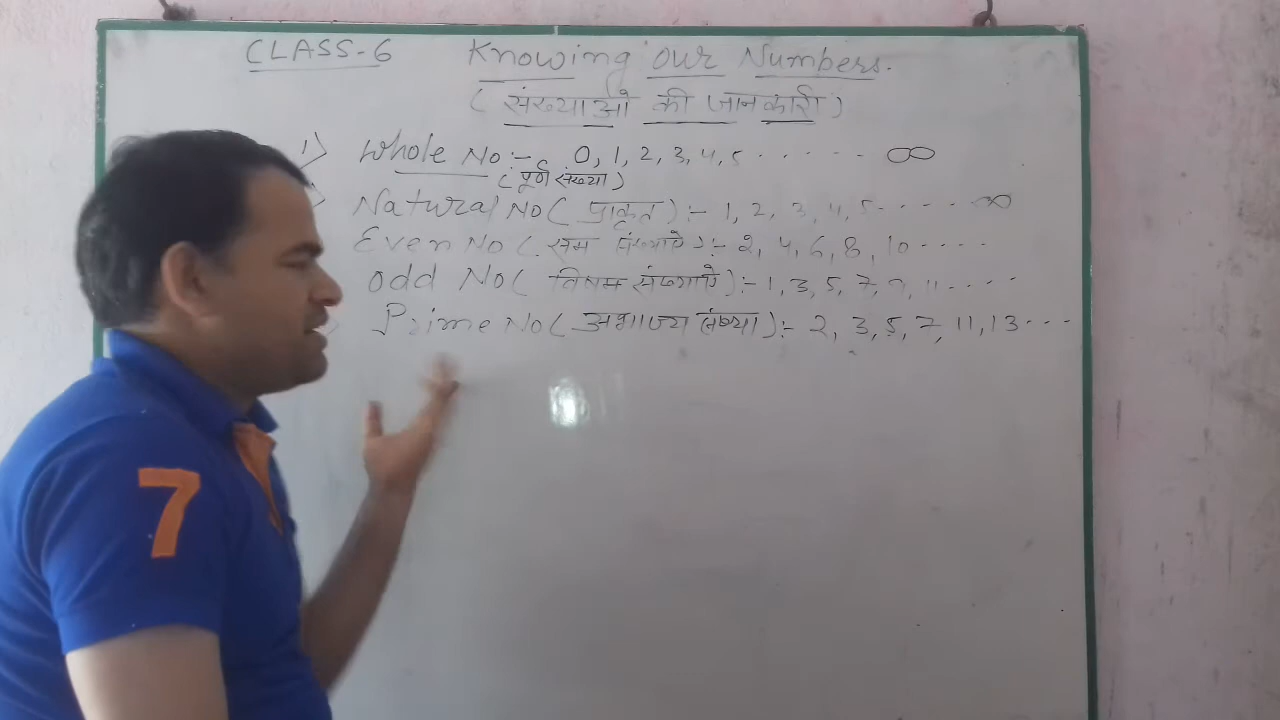 CLASS-6 Knowing our Numbers.
(संख्याओ की जानकारी)
1) Whole No:- 0, 1, 2, 3, 4, 5 ...... ∞
(पूर्ण संख्या)
Natural No ( प्राकृत ) :- 1, 2, 3, 4, 5..... ∞
Even No ( सम संख्याऐ ) :- 2, 4, 6, 8, 10 ....
odd No ( विषम संख्याऐ ) :- 1, 3, 5, 7, 9, 11 ....
Prime No ( अभाज्य संख्या ) :- 2, 3, 5, 7, 11, 13 ...
7